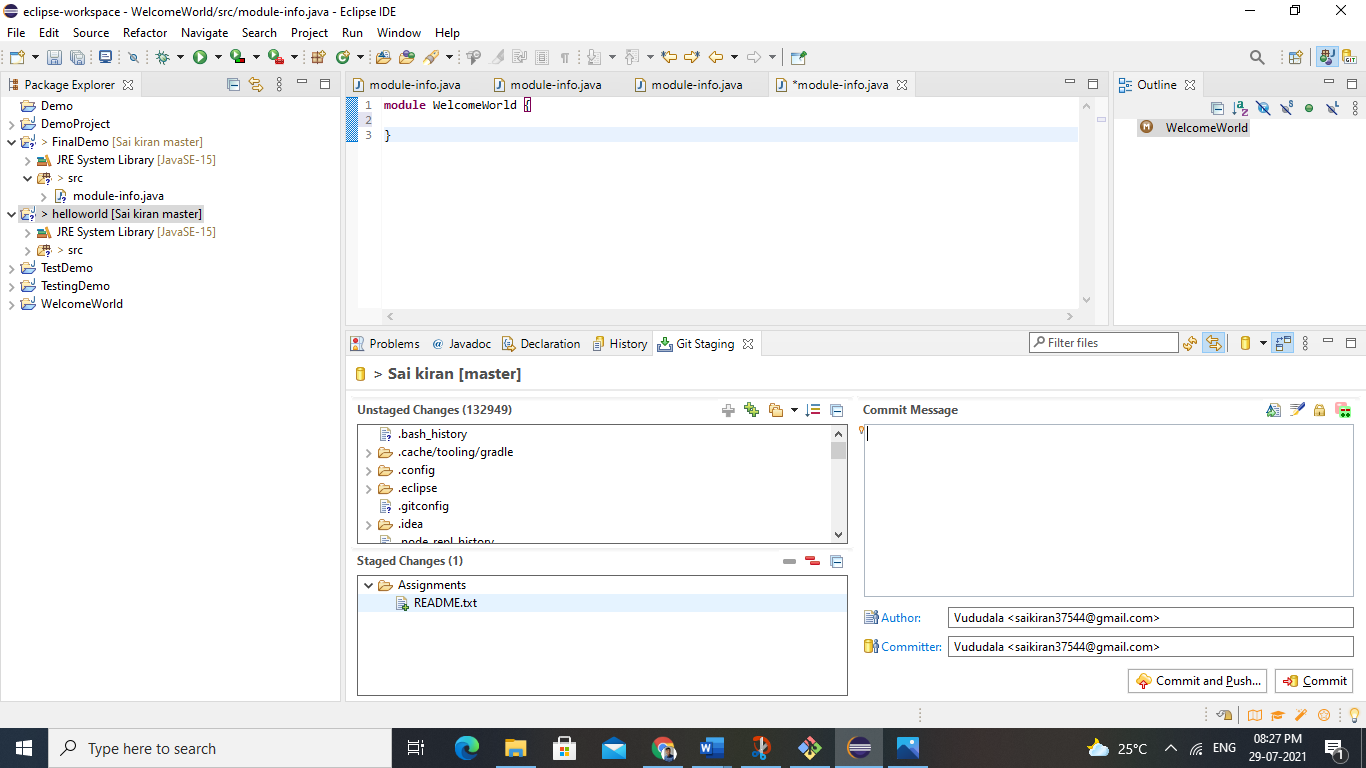 eclipse-workspace - WelcomeWorld/src/module-info.java - Eclipse IDE
File Edit Source Refactor Navigate Search Project Run Window Help
Package Explorer
Demo
DemoProject
> FinalDemo [Sai kiran master]
JRE System Library [JavaSE-15]
> src
module-info.java
> helloworld [Sai kiran master]
JRE System Library [JavaSE-15]
> src
TestDemo
TestingDemo
WelcomeWorld
module-info.java module-info.java module-info.java *module-info.java
1 module WelcomeWorld {
2
3 }
Outline
WelcomeWorld
Problems @ Javadoc Declaration History Git Staging
Filter files
> Sai kiran [master]
Unstaged Changes (132949)
.bash_history
.cache/tooling/gradle
.config
.eclipse
.gitconfig
.idea
.node_repl_history
Staged Changes (1)
Assignments
README.txt
Commit Message
Author: Vududala <saikiran37544@gmail.com>
Committer: Vududala <saikiran37544@gmail.com>
Commit and Push... Commit
Type here to search
25°C ENG 08:27 PM
29-07-2021
1